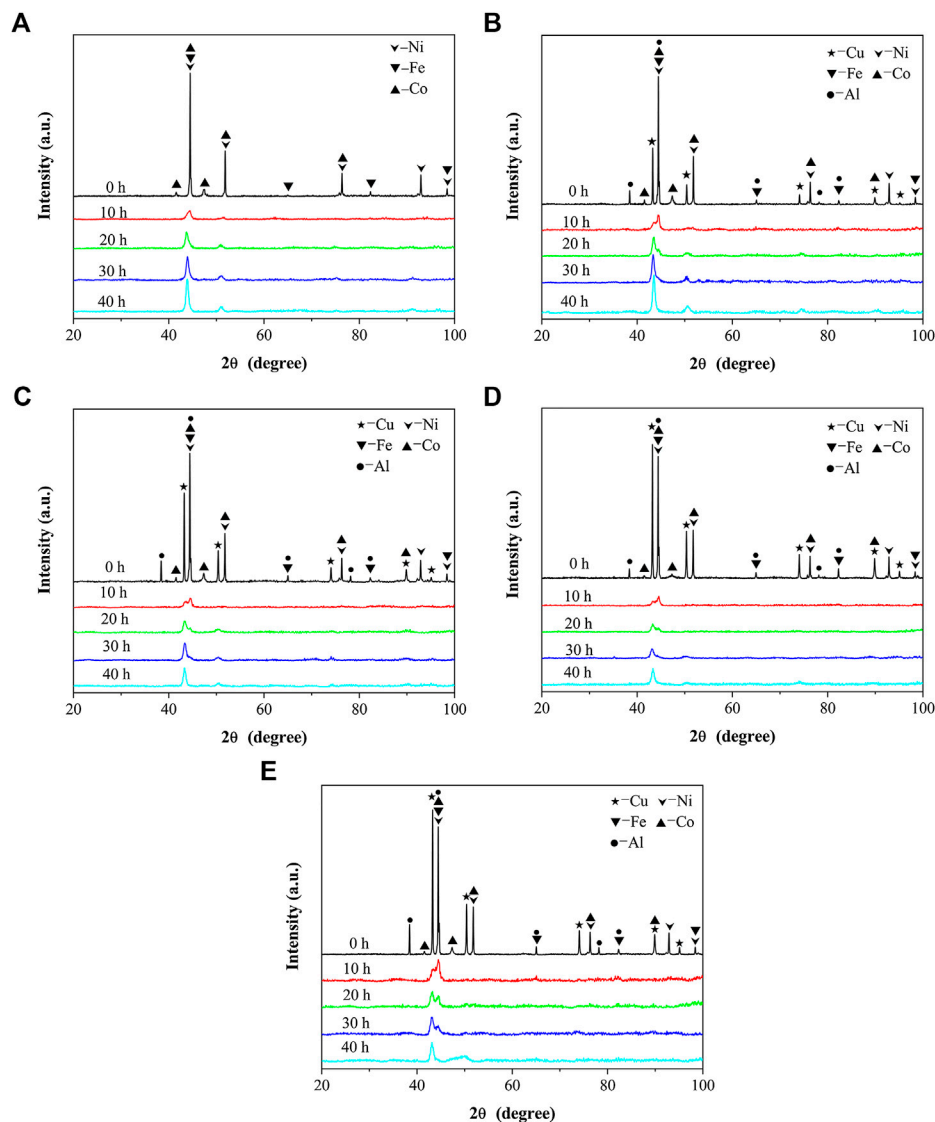 A
–Ni
–Fe
–Co
Intensity (a.u.)
0 h
10 h
20 h
30 h
40 h
20 40 60 80 100
2θ (degree)
B
–Cu –Ni
–Fe –Co
–Al
Intensity (a.u.)
0 h
10 h
20 h
30 h
40 h
20 40 60 80 100
2θ (degree)
C
–Cu –Ni
–Fe –Co
–Al
Intensity (a.u.)
0 h
10 h
20 h
30 h
40 h
20 40 60 80 100
2θ (degree)
D
–Cu –Ni
–Fe –Co
–Al
Intensity (a.u.)
0 h
10 h
20 h
30 h
40 h
20 40 60 80 100
2θ (degree)
E
–Cu –Ni
–Fe –Co
–Al
Intensity (a.u.)
0 h
10 h
20 h
30 h
40 h
20 40 60 80 100
2θ (degree)